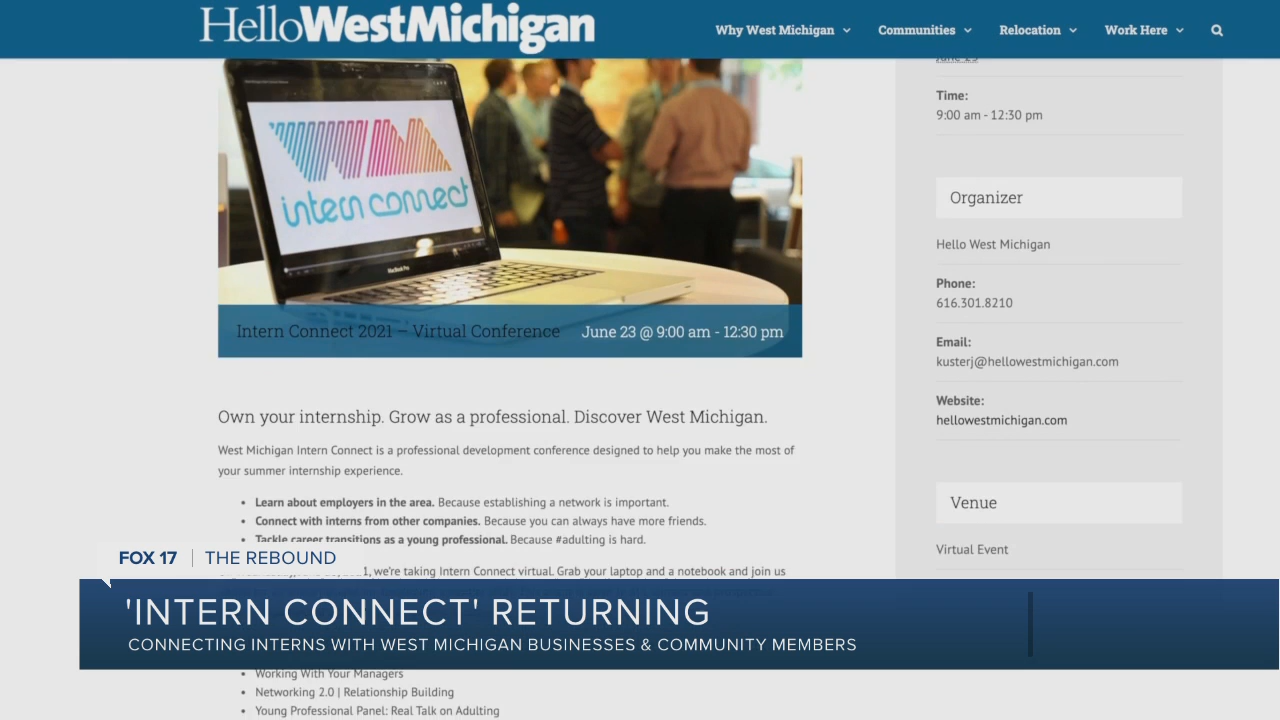 HelloWestMichigan
Why West Michigan
Communities
Relocation
Work Here
intern connect
MacBook Pro
Intern Connect 2021 – Virtual Conference
June 23 @ 9:00 am - 12:30 pm
Own your internship. Grow as a professional. Discover West Michigan.
West Michigan Intern Connect is a professional development conference designed to help you make the most of
your summer internship experience.
• Learn about employers in the area. Because establishing a network is important.
• Connect with interns from other companies. Because you can always have more friends.
• Tackle career transitions as a young professional. Because #adulting is hard.
we're taking Intern Connect virtual. Grab your laptop and a notebook and join us
• Working With Your Managers
• Networking 2.0 | Relationship Building
• Young Professional Panel: Real Talk on Adulting
June 23
Time:
9:00 am - 12:30 pm
Organizer
Hello West Michigan
Phone:
616.301.8210
Email:
kusterj@hellowestmichigan.com
Website:
hellowestmichigan.com
Venue
Virtual Event
FOX 17 | THE REBOUND
'INTERN CONNECT' RETURNING
CONNECTING INTERNS WITH WEST MICHIGAN BUSINESSES & COMMUNITY MEMBERS